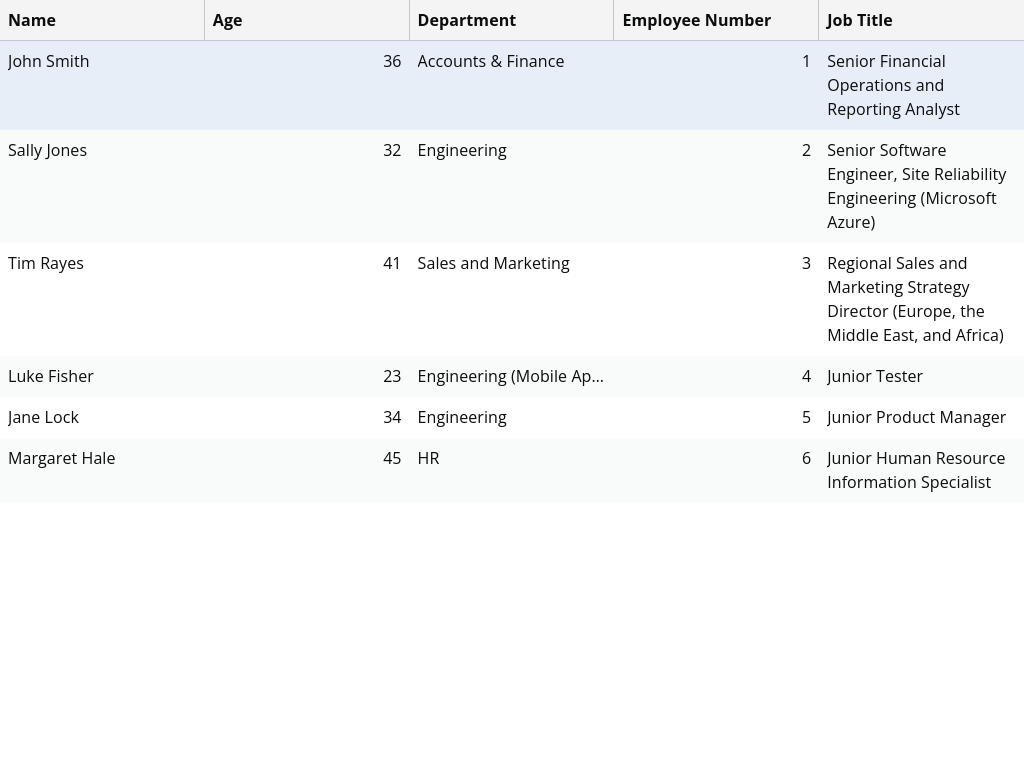 Name Age Department Employee Number Job Title
John Smith 36 Accounts & Finance 1 Senior Financial
Operations and
Reporting Analyst
Sally Jones 32 Engineering 2 Senior Software
Engineer, Site Reliability
Engineering (Microsoft
Azure)
Tim Rayes 41 Sales and Marketing 3 Regional Sales and
Marketing Strategy
Director (Europe, the
Middle East, and Africa)
Luke Fisher 23 Engineering (Mobile Ap... 4 Junior Tester
Jane Lock 34 Engineering 5 Junior Product Manager
Margaret Hale 45 HR 6 Junior Human Resource
Information Specialist